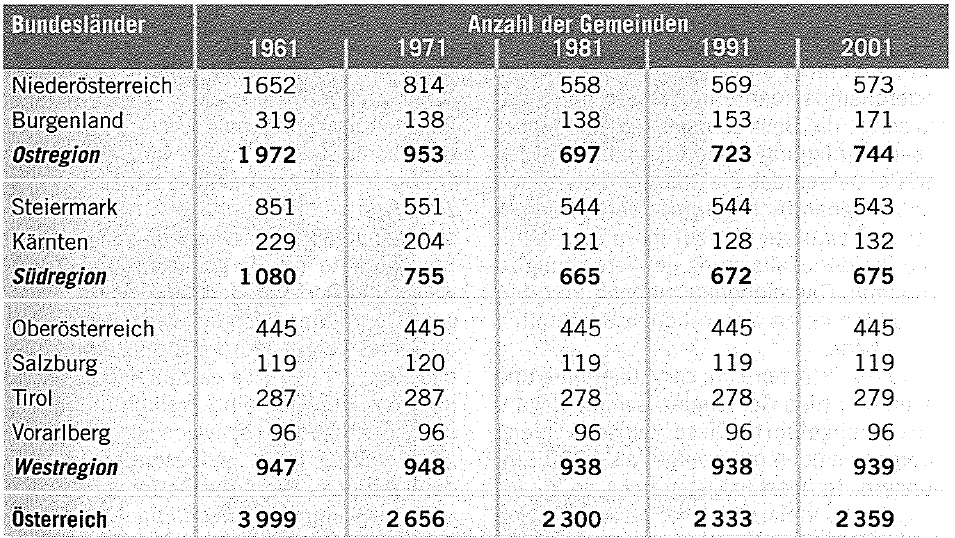 Bundesländer Anzahl der Gemeinden
1961 1971 1981 1991 2001
Niederösterreich 1652 814 558 569 573
Burgenland 319 138 138 153 171
Ostregion 1972 953 697 723 744
Steiermark 851 551 544 544 543
Kärnten 229 204 121 128 132
Südregion 1080 755 665 672 675
Oberösterreich 445 445 445 445 445
Salzburg 119 120 119 119 119
Tirol 287 287 278 278 279
Vorarlberg 96 96 96 96 96
Westregion 947 948 938 938 939
Österreich 3999 2656 2300 2333 2359